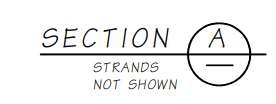 SECTION A
—
STRANDS
NOT SHOWN